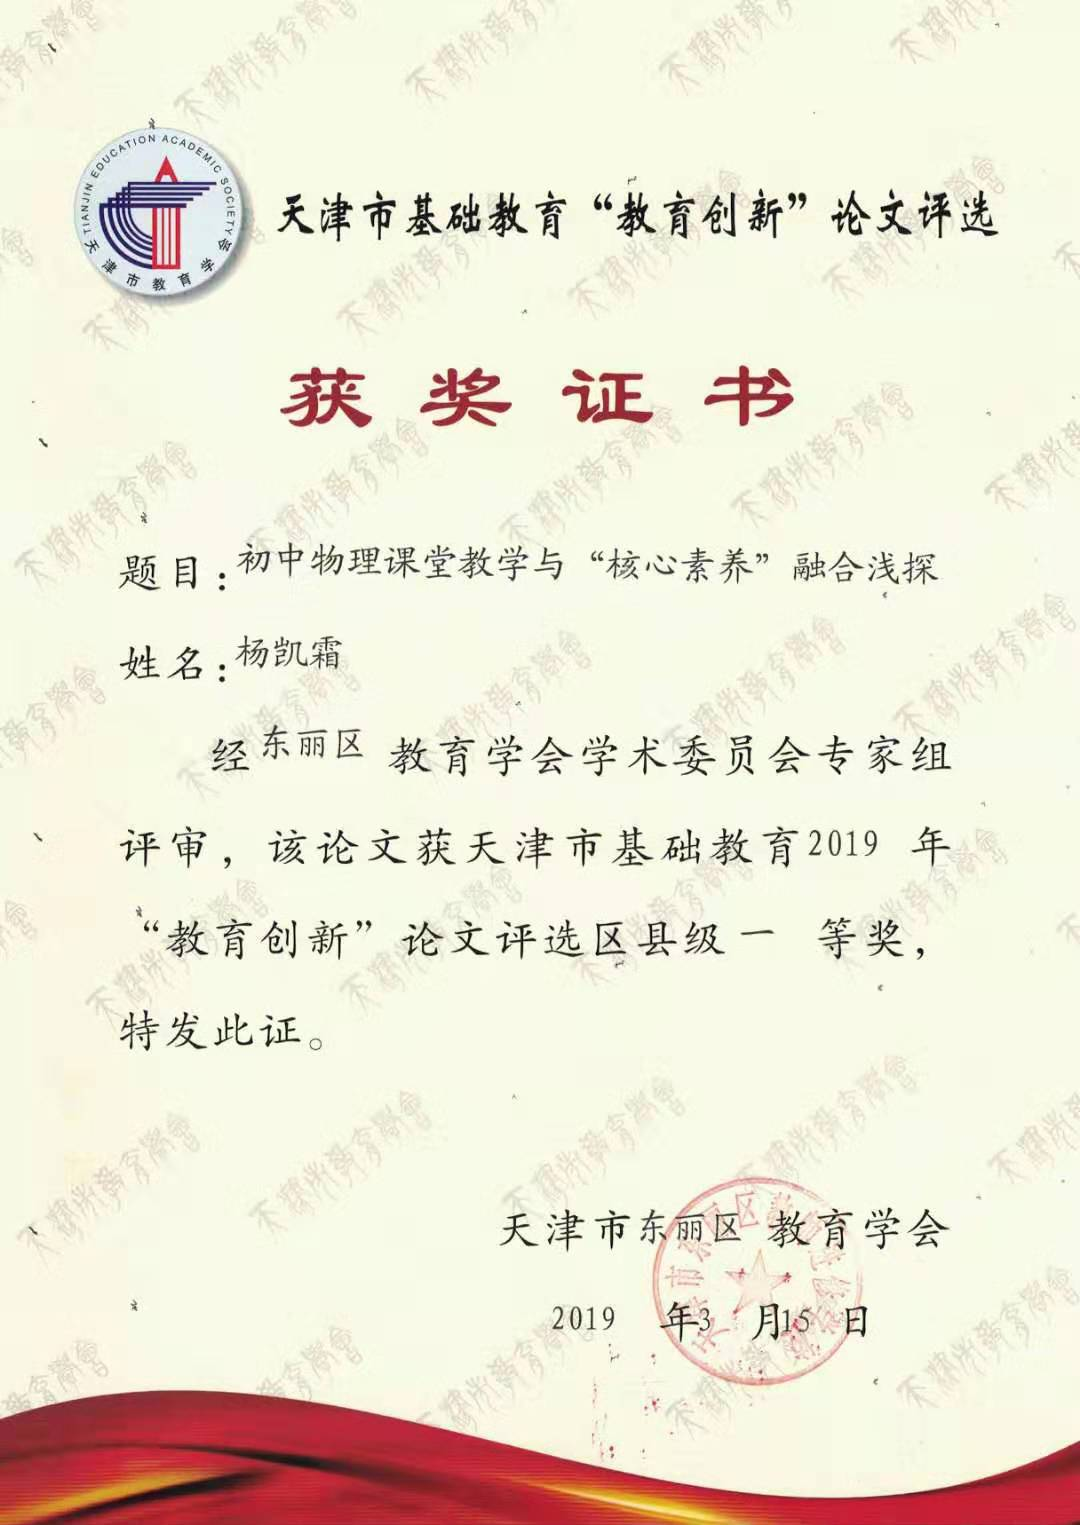 TIANJIN EDUCATION ACADEMIC SOCIETY
天津市教育学会
天津市基础教育“教育创新”论文评选
获奖证书
题目：初中物理课堂教学与“核心素养”融合浅探
姓名：杨凯霜
经东丽区 教育学会学术委员会专家组
评审，该论文获天津市基础教育2019 年
“教育创新”论文评选区县级 一 等奖，
特发此证。
天津市东丽区 教育学会
2019 年3 月15日